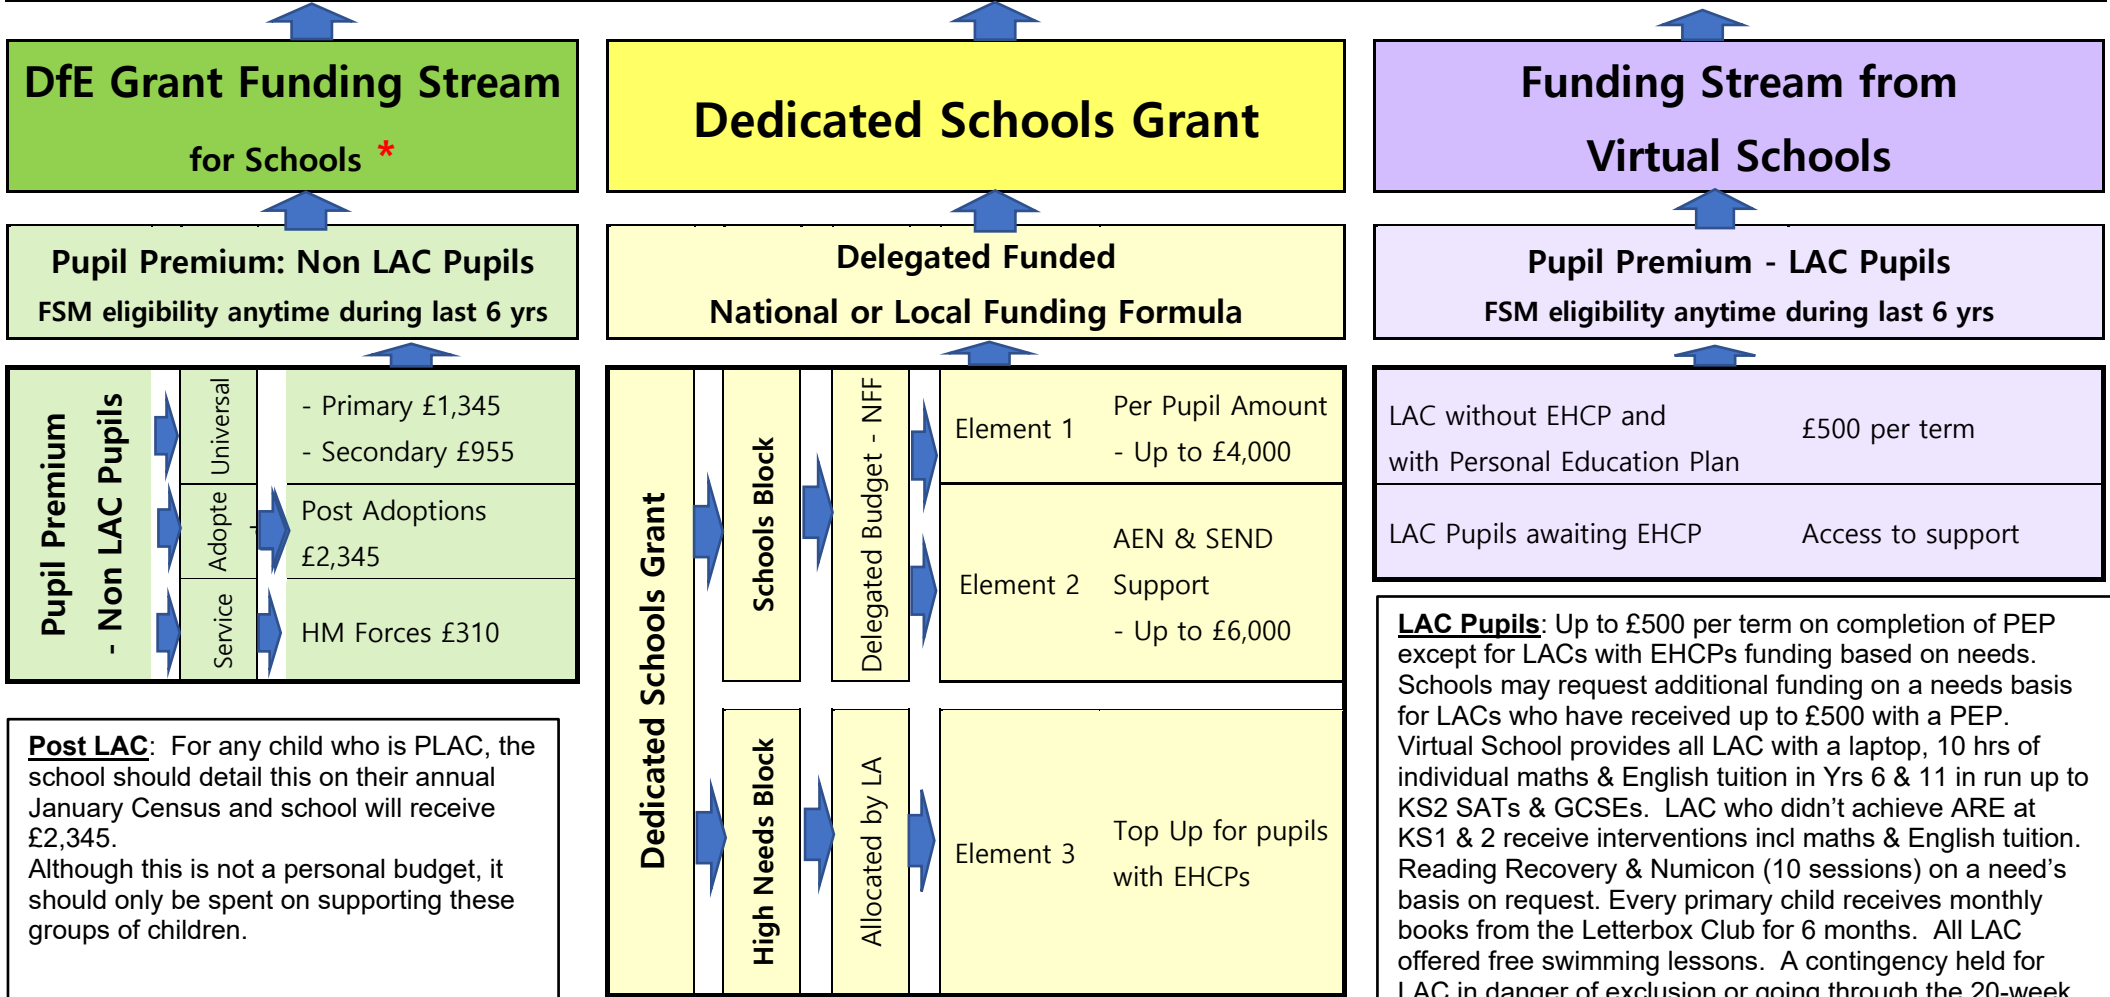 DfE Grant Funding Stream
for Schools *
Dedicated Schools Grant
Funding Stream from
Virtual Schools
Pupil Premium: Non LAC Pupils
FSM eligibility anytime during last 6 yrs
Delegated Funded
National or Local Funding Formula
Pupil Premium - LAC Pupils
FSM eligibility anytime during last 6 yrs
Pupil Premium
- Non LAC Pupils
Universal
- Primary £1,345
- Secondary £955
Adopte
Post Adoptions
£2,345
Service
HM Forces £310
Post LAC: For any child who is PLAC, the
school should detail this on their annual
January Census and school will receive
£2,345.
Although this is not a personal budget, it
should only be spent on supporting these
groups of children.
Dedicated Schools Grant
Schools Block
Delegated Budget - NFF
Element 1
Per Pupil Amount
- Up to £4,000
Element 2
AEN & SEND
Support
- Up to £6,000
High Needs Block
Allocated by LA
Element 3
Top Up for pupils
with EHCPs
LAC without EHCP and
with Personal Education Plan
£500 per term
LAC Pupils awaiting EHCP
Access to support
LAC Pupils: Up to £500 per term on completion of PEP
except for LACs with EHCPs funding based on needs.
Schools may request additional funding on a needs basis
for LACs who have received up to £500 with a PEP.
Virtual School provides all LAC with a laptop, 10 hrs of
individual maths & English tuition in Yrs 6 & 11 in run up to
KS2 SATs & GCSEs. LAC who didn’t achieve ARE at
KS1 & 2 receive interventions incl maths & English tuition.
Reading Recovery & Numicon (10 sessions) on a need’s
basis on request. Every primary child receives monthly
books from the Letterbox Club for 6 months. All LAC
offered free swimming lessons. A contingency held for
LAC in danger of exclusion or going through the 20-week